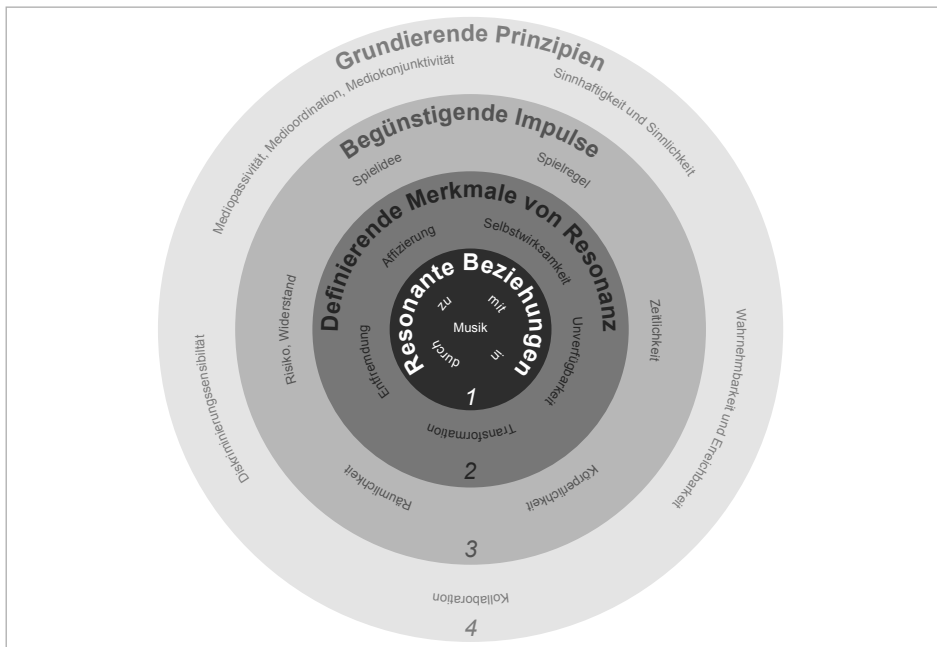 Grundierende Prinzipien
Mediopassivität, Medioordination, Mediokonjunktivität
Sinnhaftigkeit und Sinnlichkeit
Wahrnehmbarkeit und Erreichbarkeit
Kollaboration
Diskriminierungssensibiltät
4
Begünstigende Impulse
Spielidee
Spielregel
Zeitlichkeit
Körperlichkeit
Räumlichkeit
Risiko, Widerstand
3
Definierende Merkmale von Resonanz
Affizierung
Selbstwirksamkeit
Unverfügbarkeit
Transformation
Entfremdung
2
Resonante Beziehungen
zu
mit
Musik
durch
in
1